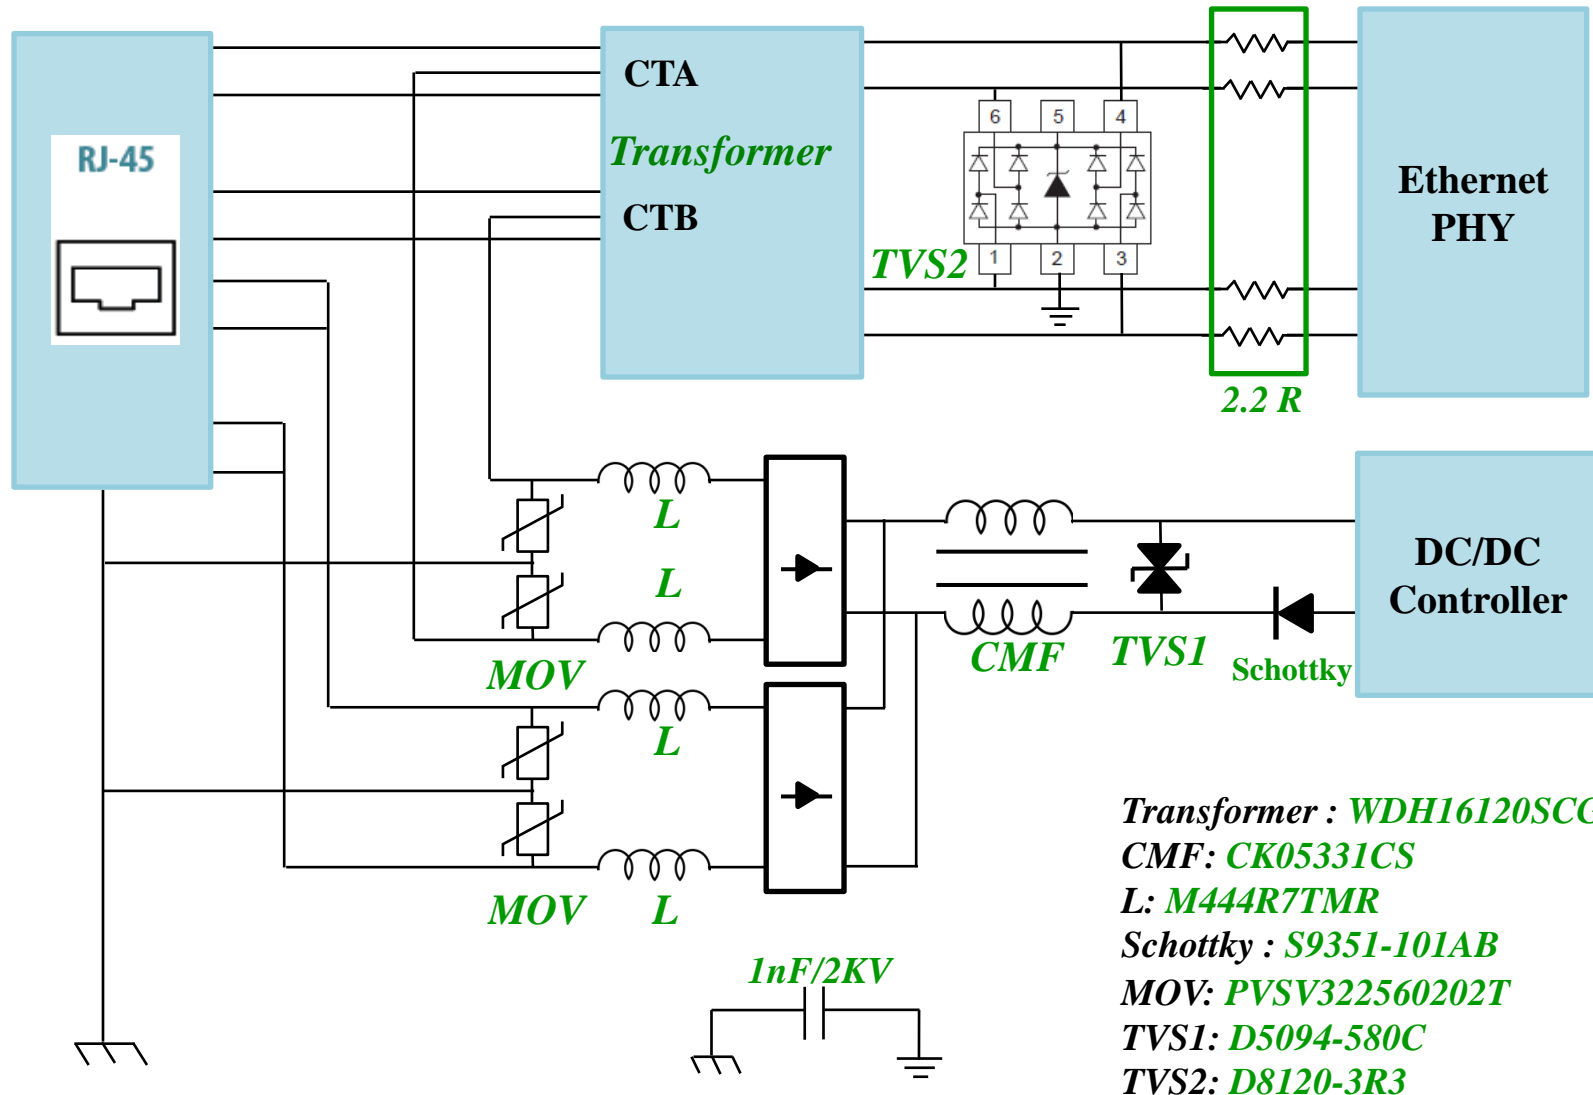 RJ-45
CTA
Transformer
CTB
6 5 4
1 2 3
TVS2
2.2 R
Ethernet
PHY
L
L
MOV
L
MOV
L
CMF
TVS1
Schottky
DC/DC
Controller
1nF/2KV
Transformer : WDH16120SCG
CMF: CK05331CS
L: M444R7TMR
Schottky : S9351-101AB
MOV: PVSV322560202T
TVS1: D5094-580C
TVS2: D8120-3R3